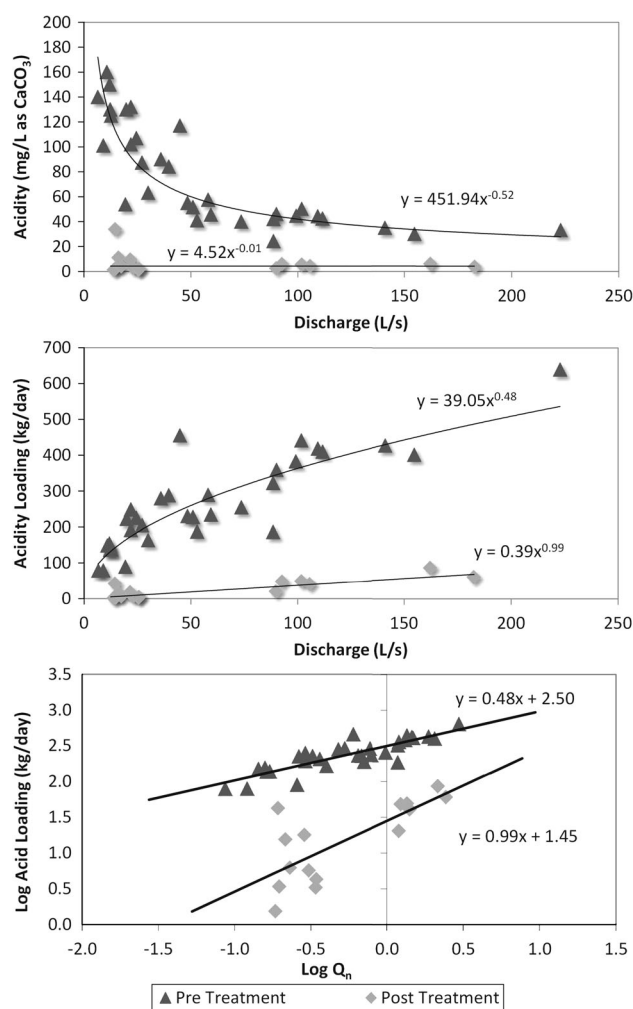 200
180
160
140
120
100
80
60
40
20
0
Acidity (mg/L as CaCO₃)
y = 451.94x^-0.52
y = 4.52x^-0.01
0 50 100 150 200 250
Discharge (L/s)
700
600
500
400
300
200
100
0
Acidity Loading (kg/day)
y = 39.05x^0.48
y = 0.39x^0.99
0 50 100 150 200 250
Discharge (L/s)
3.5
3.0
2.5
2.0
1.5
1.0
0.5
0.0
Log Acid Loading (kg/day)
y = 0.48x + 2.50
y = 0.99x + 1.45
-2.0 -1.5 -1.0 -0.5 0.0 0.5 1.0 1.5
Log Qₙ
Pre Treatment Post Treatment